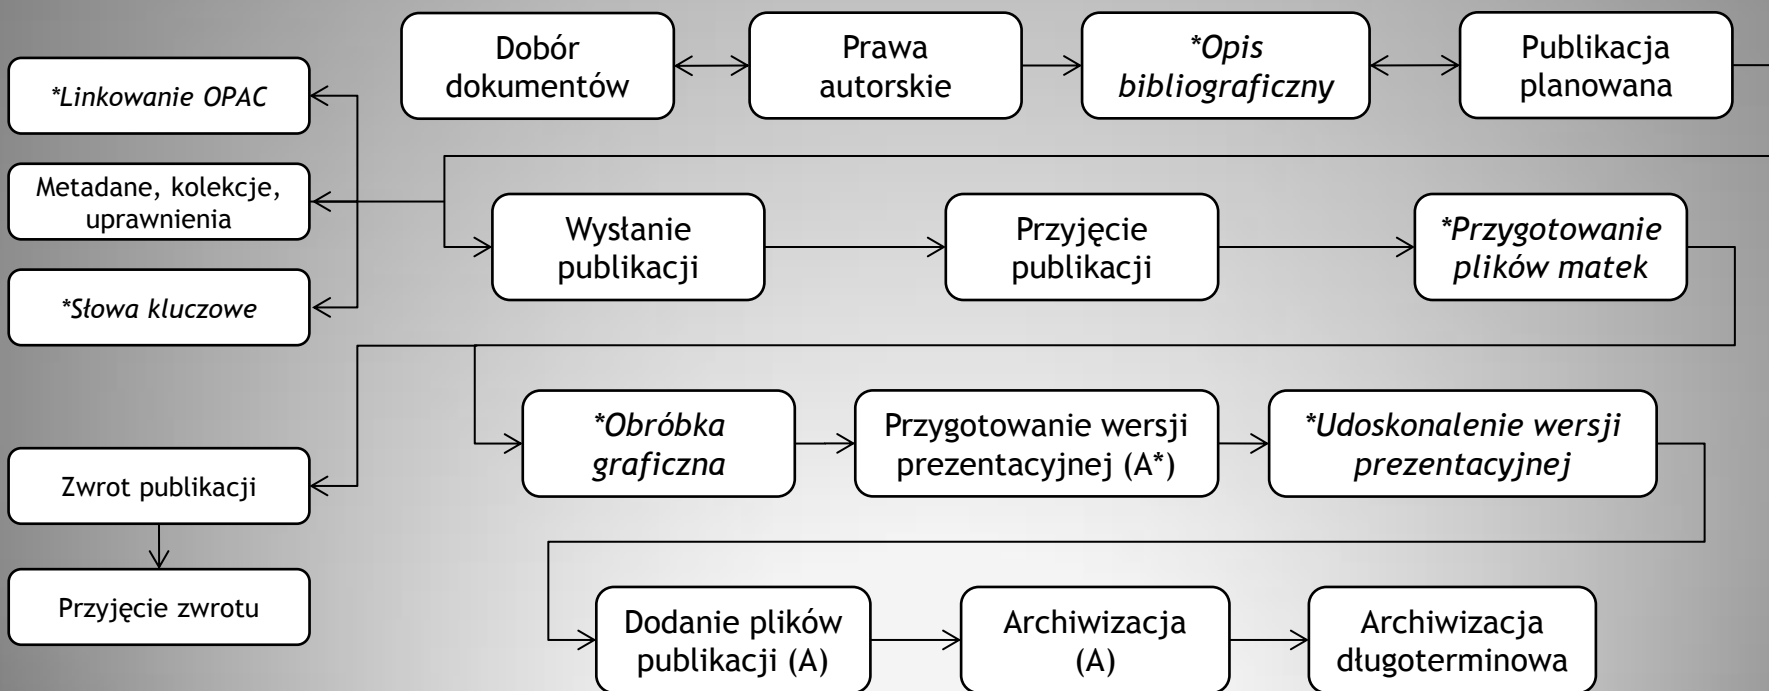 Dobór
dokumentów
Prawa
autorskie
*Opis
bibliograficzny
Publikacja
planowana
*Linkowanie OPAC
Metadane, kolekcje,
uprawnienia
*Słowa kluczowe
Wysłanie
publikacji
Przyjęcie
publikacji
*Przygotowanie
plików matek
*Obróbka
graficzna
Przygotowanie wersji
prezentacyjnej (A*)
*Udoskonalenie wersji
prezentacyjnej
Zwrot publikacji
Przyjęcie zwrotu
Dodanie plików
publikacji (A)
Archiwizacja
(A)
Archiwizacja
długoterminowa